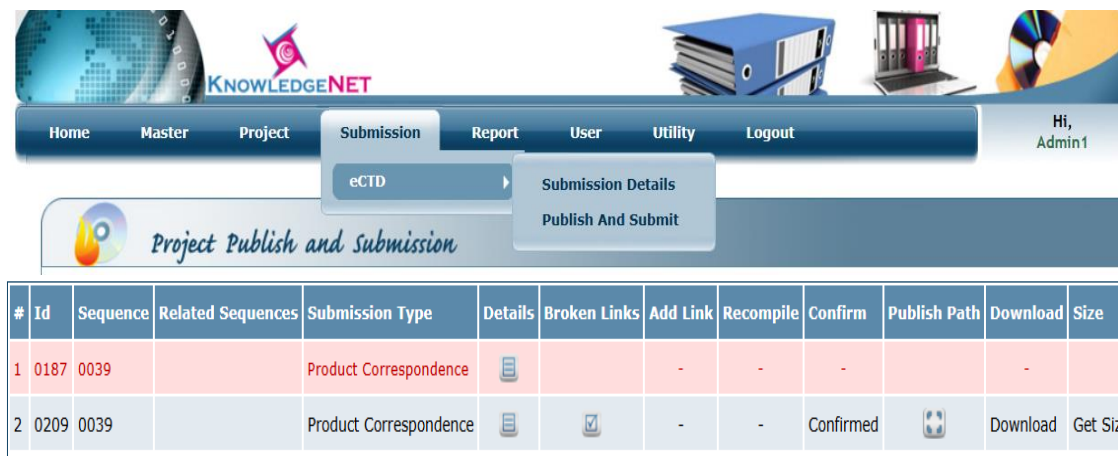 KNOWLEDGENET
Home Master Project Submission Report User Utility Logout
Hi,
Admin1
eCTD
Submission Details
Publish And Submit
Project Publish and Submission
# Id Sequence Related Sequences Submission Type Details Broken Links Add Link Recompile Confirm Publish Path Download Size
1 0187 0039 Product Correspondence - - - -
2 0209 0039 Product Correspondence - - Confirmed Download Get Siz